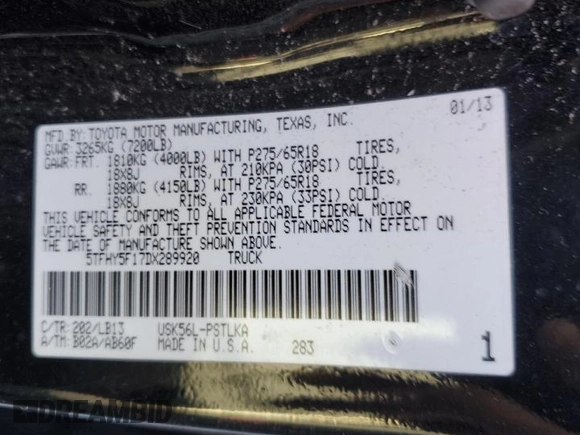 MFD. BY: TOYOTA MOTOR MANUFACTURING, TEXAS, INC. 01/13
GVWR: 3265KG (7200LB)
GAWR: FRT. 1810KG (4000LB) WITH P275/65R18 TIRES,
18X8J RIMS, AT 210KPA (30PSI) COLD
RR. 1880KG (4150LB) WITH P275/65R18 TIRES,
18X8J RIMS, AT 230KPA (33PSI) COLD.
THIS VEHICLE CONFORMS TO ALL APPLICABLE FEDERAL MOTOR
VEHICLE SAFETY AND THEFT PREVENTION STANDARDS IN EFFECT ON
THE DATE OF MANUFACTURE SHOWN ABOVE.
5TFHY5F17DX289920 TRUCK
C/TR: 202/LB13 USK56L-PSTLKA
A/TM: B02A/AB60F MADE IN U.S.A. 283 1
DREAMBID